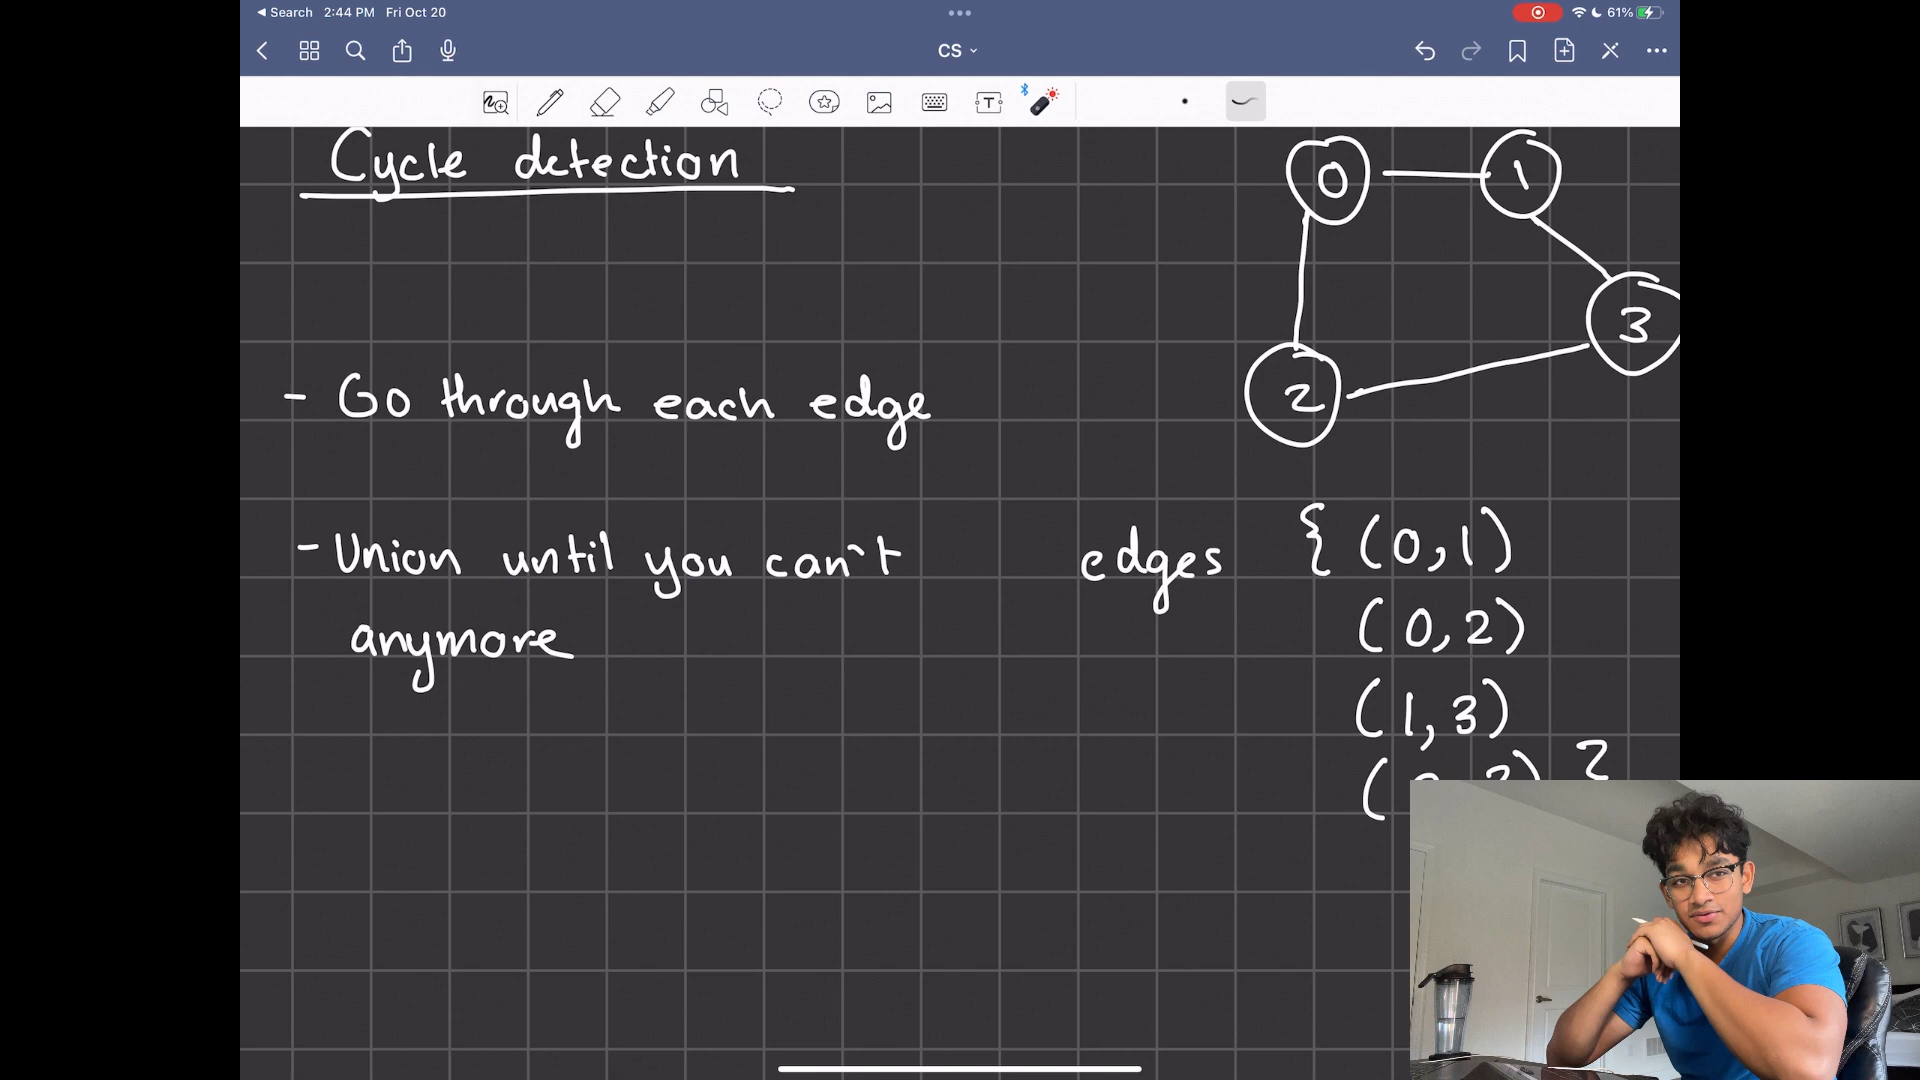 Search 2:44 PM Fri Oct 20
61%
CS
T
Cycle detection
0
1
3
2
- Go through each edge
- Union until you can't
anymore
edges { (0,1)
(0,2)
(1,3)